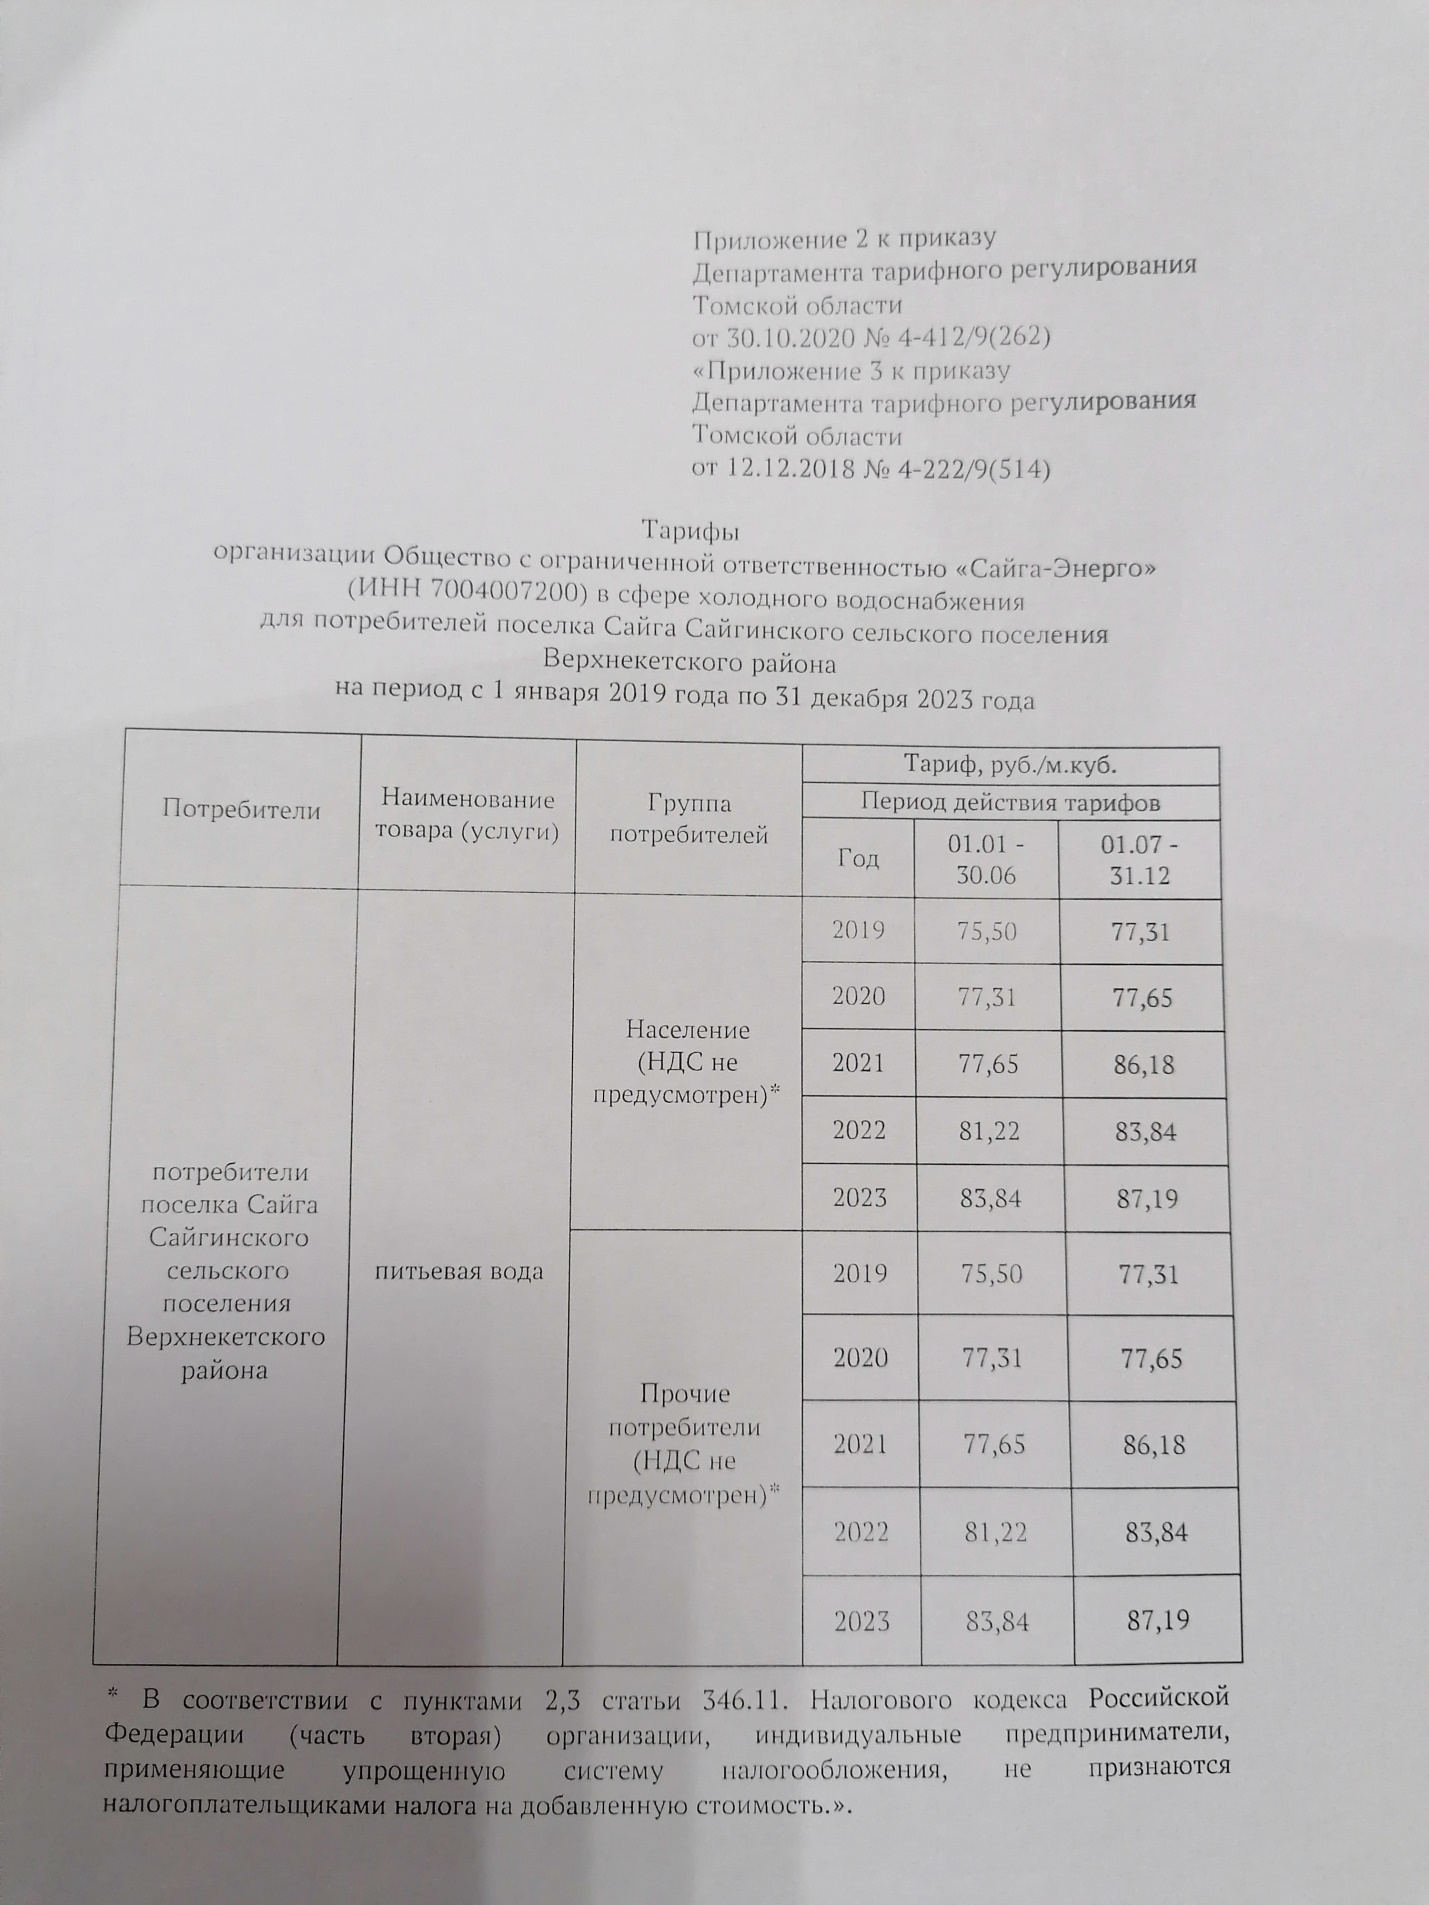 Приложение 2 к приказу
Департамента тарифного регулирования
Томской области
от 30.10.2020 № 4-412/9(262)
«Приложение 3 к приказу
Департамента тарифного регулирования
Томской области
от 12.12.2018 № 4-222/9(514)
Тарифы
организации Общество с ограниченной ответственностью «Сайга-Энерго»
(ИНН 7004007200) в сфере холодного водоснабжения
для потребителей поселка Сайга Сайгинского сельского поселения
Верхнекетского района
на период с 1 января 2019 года по 31 декабря 2023 года
Потребители
Наименование
товара (услуги)
Группа
потребителей
Тариф, руб./м.куб.
Период действия тарифов
Год
01.01 -
30.06
01.07 -
31.12
потребители
поселка Сайга
Сайгинского
сельского
поселения
Верхнекетского
района
питьевая вода
Население
(НДС не
предусмотрен)*
2019 75,50 77,31
2020 77,31 77,65
2021 77,65 86,18
2022 81,22 83,84
2023 83,84 87,19
Прочие
потребители
(НДС не
предусмотрен)*
2019 75,50 77,31
2020 77,31 77,65
2021 77,65 86,18
2022 81,22 83,84
2023 83,84 87,19
* В соответствии с пунктами 2,3 статьи 346.11. Налогового кодекса Российской
Федерации (часть вторая) организации, индивидуальные предприниматели,
применяющие упрощенную систему налогообложения, не признаются
налогоплательщиками налога на добавленную стоимость.».